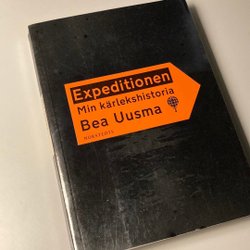 Expeditionen
Min kärlekshistoria
Bea Uusma
NORSTEDTS